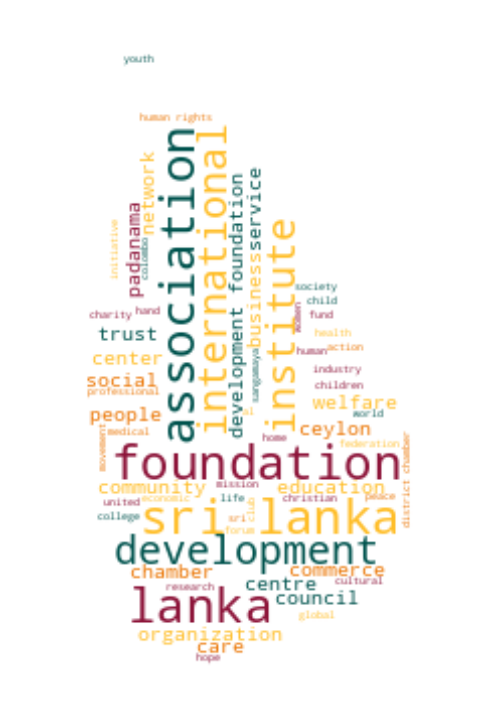 youth
human rights
association
international
network
service
development foundation
padanama
institute
initiative
colombo
business
society
child
women
charity
hand
fund
trust
health
center
sangamaya
human
action
social
industry
professional
children
people
welfare
world
medical
movement
ceylon
home
federation
district chamber
foundation
community
mission
education
united
economic
life
club
christian
peace
college
sri lanka
sri
forum
development
chamber
commerce
research
centre
cultural
lanka
council
global
organization
care
hope